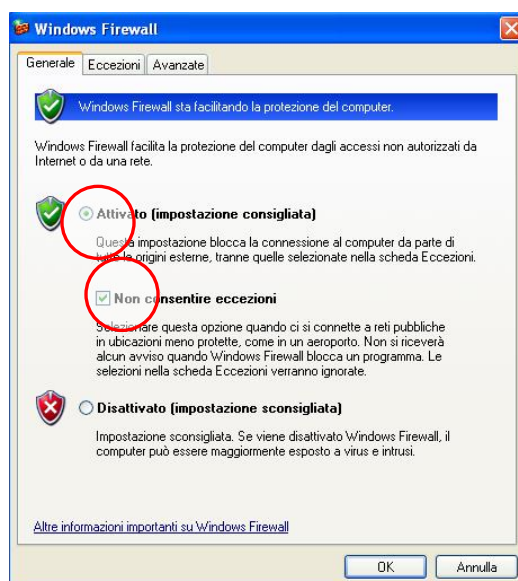 Windows Firewall
Generale Eccezioni Avanzate
Windows Firewall sta facilitando la protezione del computer.
Windows Firewall facilita la protezione del computer dagli accessi non autorizzati da
Internet o da una rete.
Attivato (impostazione consigliata)
Questa impostazione blocca la connessione al computer da parte di
tutte le origini esterne, tranne quelle selezionate nella scheda Eccezioni.
Non consentire eccezioni
Selezionare questa opzione quando ci si connette a reti pubbliche
in ubicazioni meno protette, come in un aeroporto. Non si riceverà
alcun avviso quando Windows Firewall blocca un programma. Le
selezioni nella scheda Eccezioni verranno ignorate.
Disattivato (impostazione sconsigliata)
Impostazione sconsigliata. Se viene disattivato Windows Firewall, il
computer può essere maggiormente esposto a virus e intrusi.
Altre informazioni importanti su Windows Firewall
OK Annulla